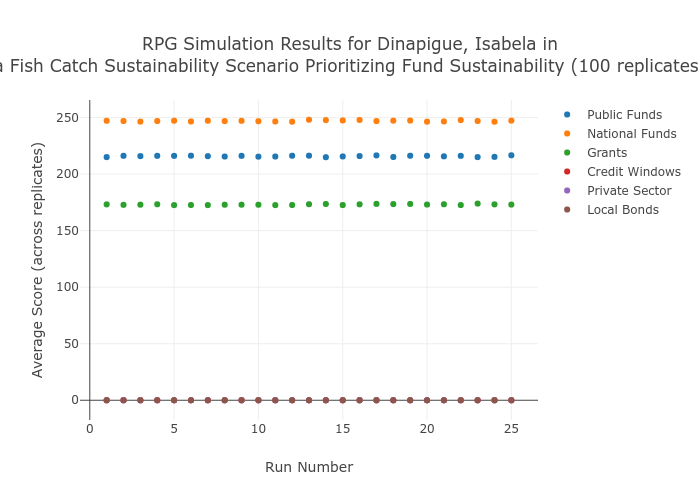 RPG Simulation Results for Dinapigue, Isabela in
a Fish Catch Sustainability Scenario Prioritizing Fund Sustainability (100 replicates
Average Score (across replicates)
250
200
150
100
50
0
0 5 10 15 20 25
Run Number
Public Funds
National Funds
Grants
Credit Windows
Private Sector
Local Bonds